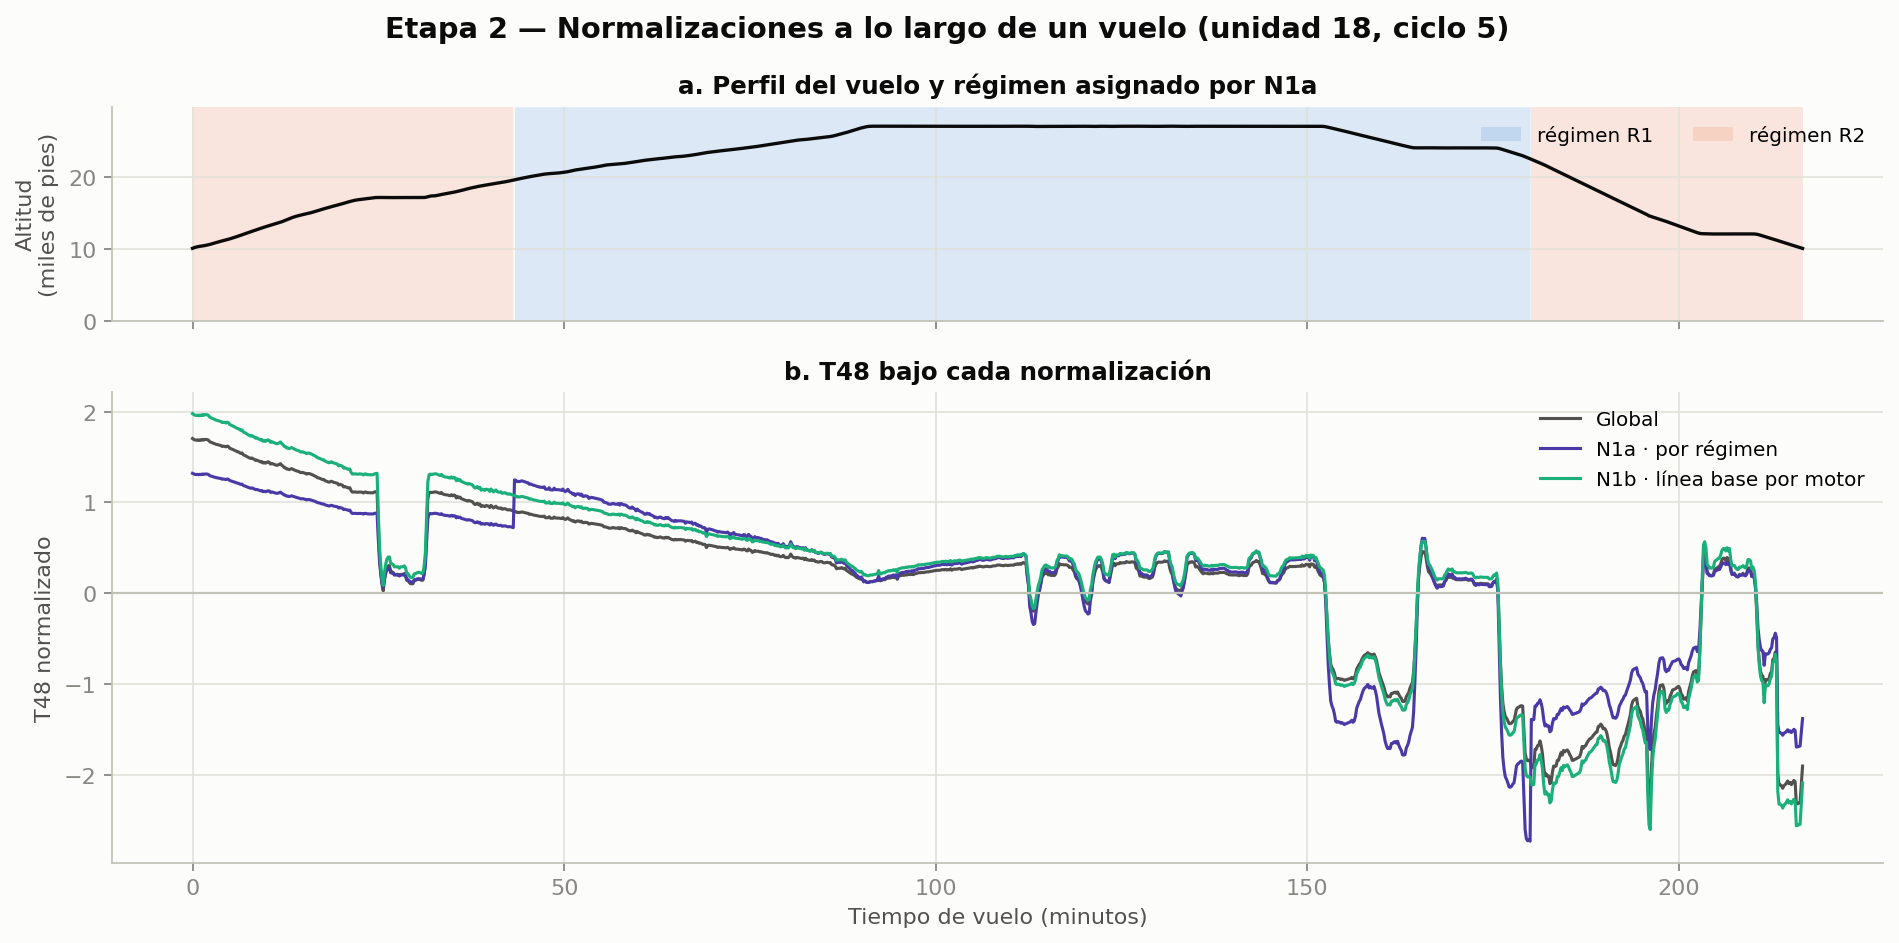 Etapa 2 — Normalizaciones a lo largo de un vuelo (unidad 18, ciclo 5)
a. Perfil del vuelo y régimen asignado por N1a
Altitud
(miles de pies)
20
10
0
régimen R1
régimen R2
b. T48 bajo cada normalización
T48 normalizado
2
1
0
−1
−2
Global
N1a · por régimen
N1b · línea base por motor
0
50
100
150
200
Tiempo de vuelo (minutos)